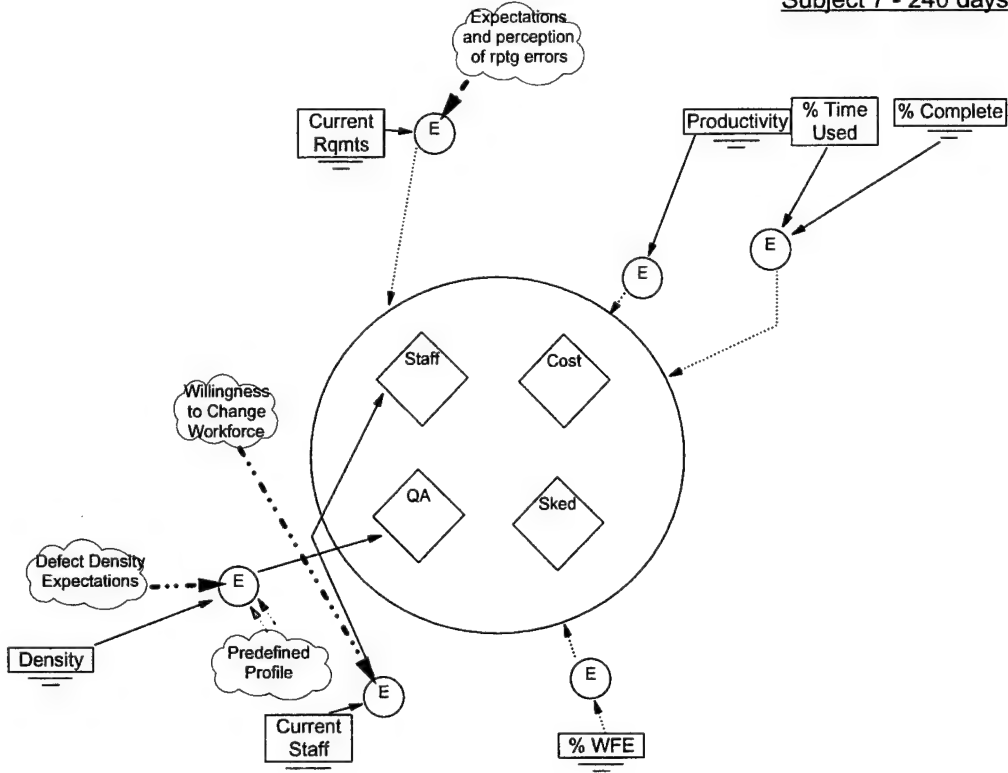 Subject 7 - 240 days
Expectations
and perception
of rptg errors
Current
Rqmts
E
Productivity
% Time
Used
% Complete
E
E
Staff
Cost
Willingness
to Change
Workforce
QA
Sked
Defect Density
Expectations
E
Density
Predefined
Profile
E
Current
Staff
E
% WFE